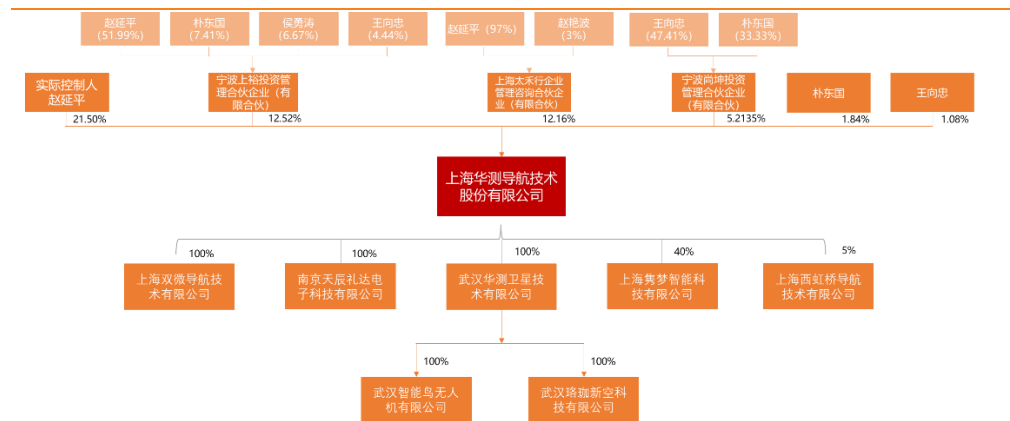 赵延平
(51.99%)
朴东国
(7.41%)
侯勇涛
(6.67%)
王向忠
(4.44%)
赵延平 (97%)
赵艳波
(3%)
王向忠
(47.41%)
朴东国
(33.33%)
实际控制人
赵延平
宁波上裕投资管
理合伙企业（有
限合伙）
上海太禾行企业
管理咨询合伙企
业（有限合伙）
宁波尚坤投资
管理合伙企业
(有限合伙）
朴东国
王向忠
21.50%
12.52%
12.16%
5.2135%
1.84%
1.08%
上海华测导航技术
股份有限公司
100%
100%
100%
40%
5%
上海双微导航技
术有限公司
南京天辰礼达电
子科技有限公司
武汉华测卫星技
术有限公司
上海隽梦智能科
技有限公司
上海西虹桥导航
技术有限公司
100%
100%
武汉智能鸟无人
机有限公司
武汉珞珈新空科
技有限公司